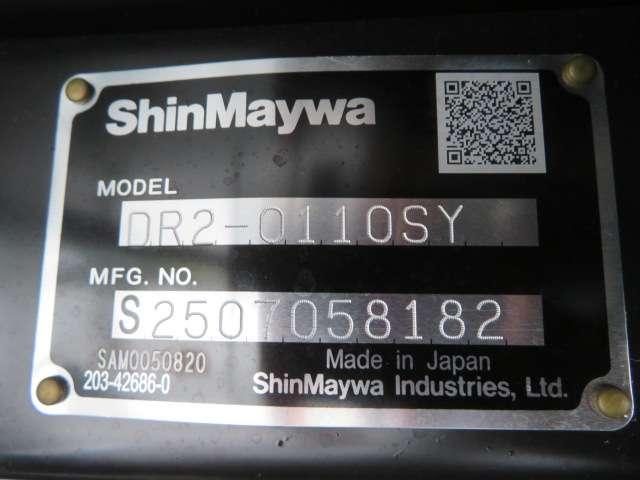 ShinMaywa
MODEL
DR2-0110SY
MFG. NO.
S2507058182
SAM0050820
203-42686-0
Made in Japan
ShinMaywa Industries, Ltd.